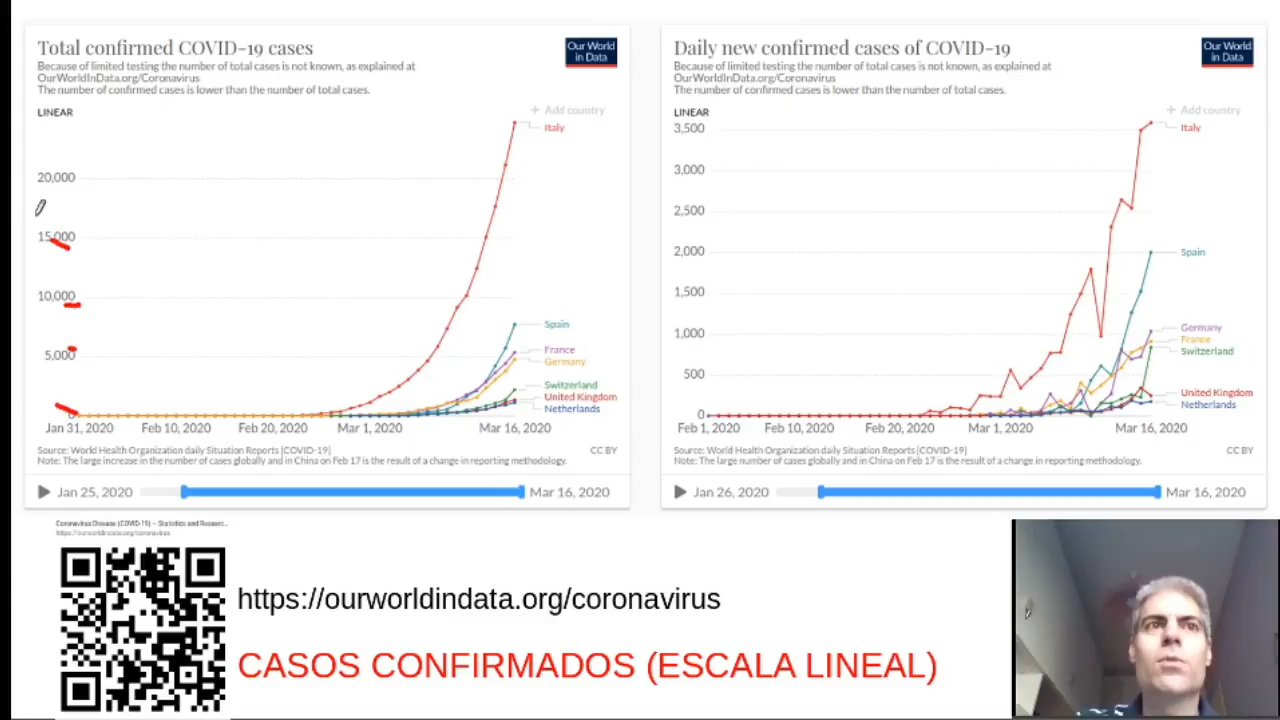 Total confirmed COVID-19 cases
Our World
in Data
Because of limited testing the number of total cases is not known, as explained at
OurWorldInData.org/Coronavirus
The number of confirmed cases is lower than the number of total cases.
LINEAR
+ Add country
Italy
20,000
15,000
10,000
Spain
5,000
France
Germany
Switzerland
United Kingdom
Netherlands
0
Jan 31, 2020 Feb 10, 2020 Feb 20, 2020 Mar 1, 2020 Mar 16, 2020
Source: World Health Organization daily Situation Reports [COVID-19]
CC BY
Note: The large increase in the number of cases globally and in China on Feb 17 is the result of a change in reporting methodology.
Jan 25, 2020 Mar 16, 2020
Daily new confirmed cases of COVID-19
Our World
in Data
Because of limited testing the number of total cases is not known, as explained at
OurWorldInData.org/Coronavirus
The number of confirmed cases is lower than the number of total cases.
LINEAR
+ Add country
3,500
Italy
3,000
2,500
2,000
Spain
1,500
1,000
Germany
France
Switzerland
500
United Kingdom
Netherlands
0
Feb 1, 2020 Feb 10, 2020 Feb 20, 2020 Mar 1, 2020 Mar 16, 2020
Source: World Health Organization daily Situation Reports [COVID-19]
CC BY
Note: The large number of cases globally and in China on Feb 17 is the result of a change in reporting methodology.
Jan 26, 2020 Mar 16, 2020
Coronavirus Disease (COVID-19) – Statistics and Researc...
https://ourworldindata.org/coronavirus
https://ourworldindata.org/coronavirus
CASOS CONFIRMADOS (ESCALA LINEAL)